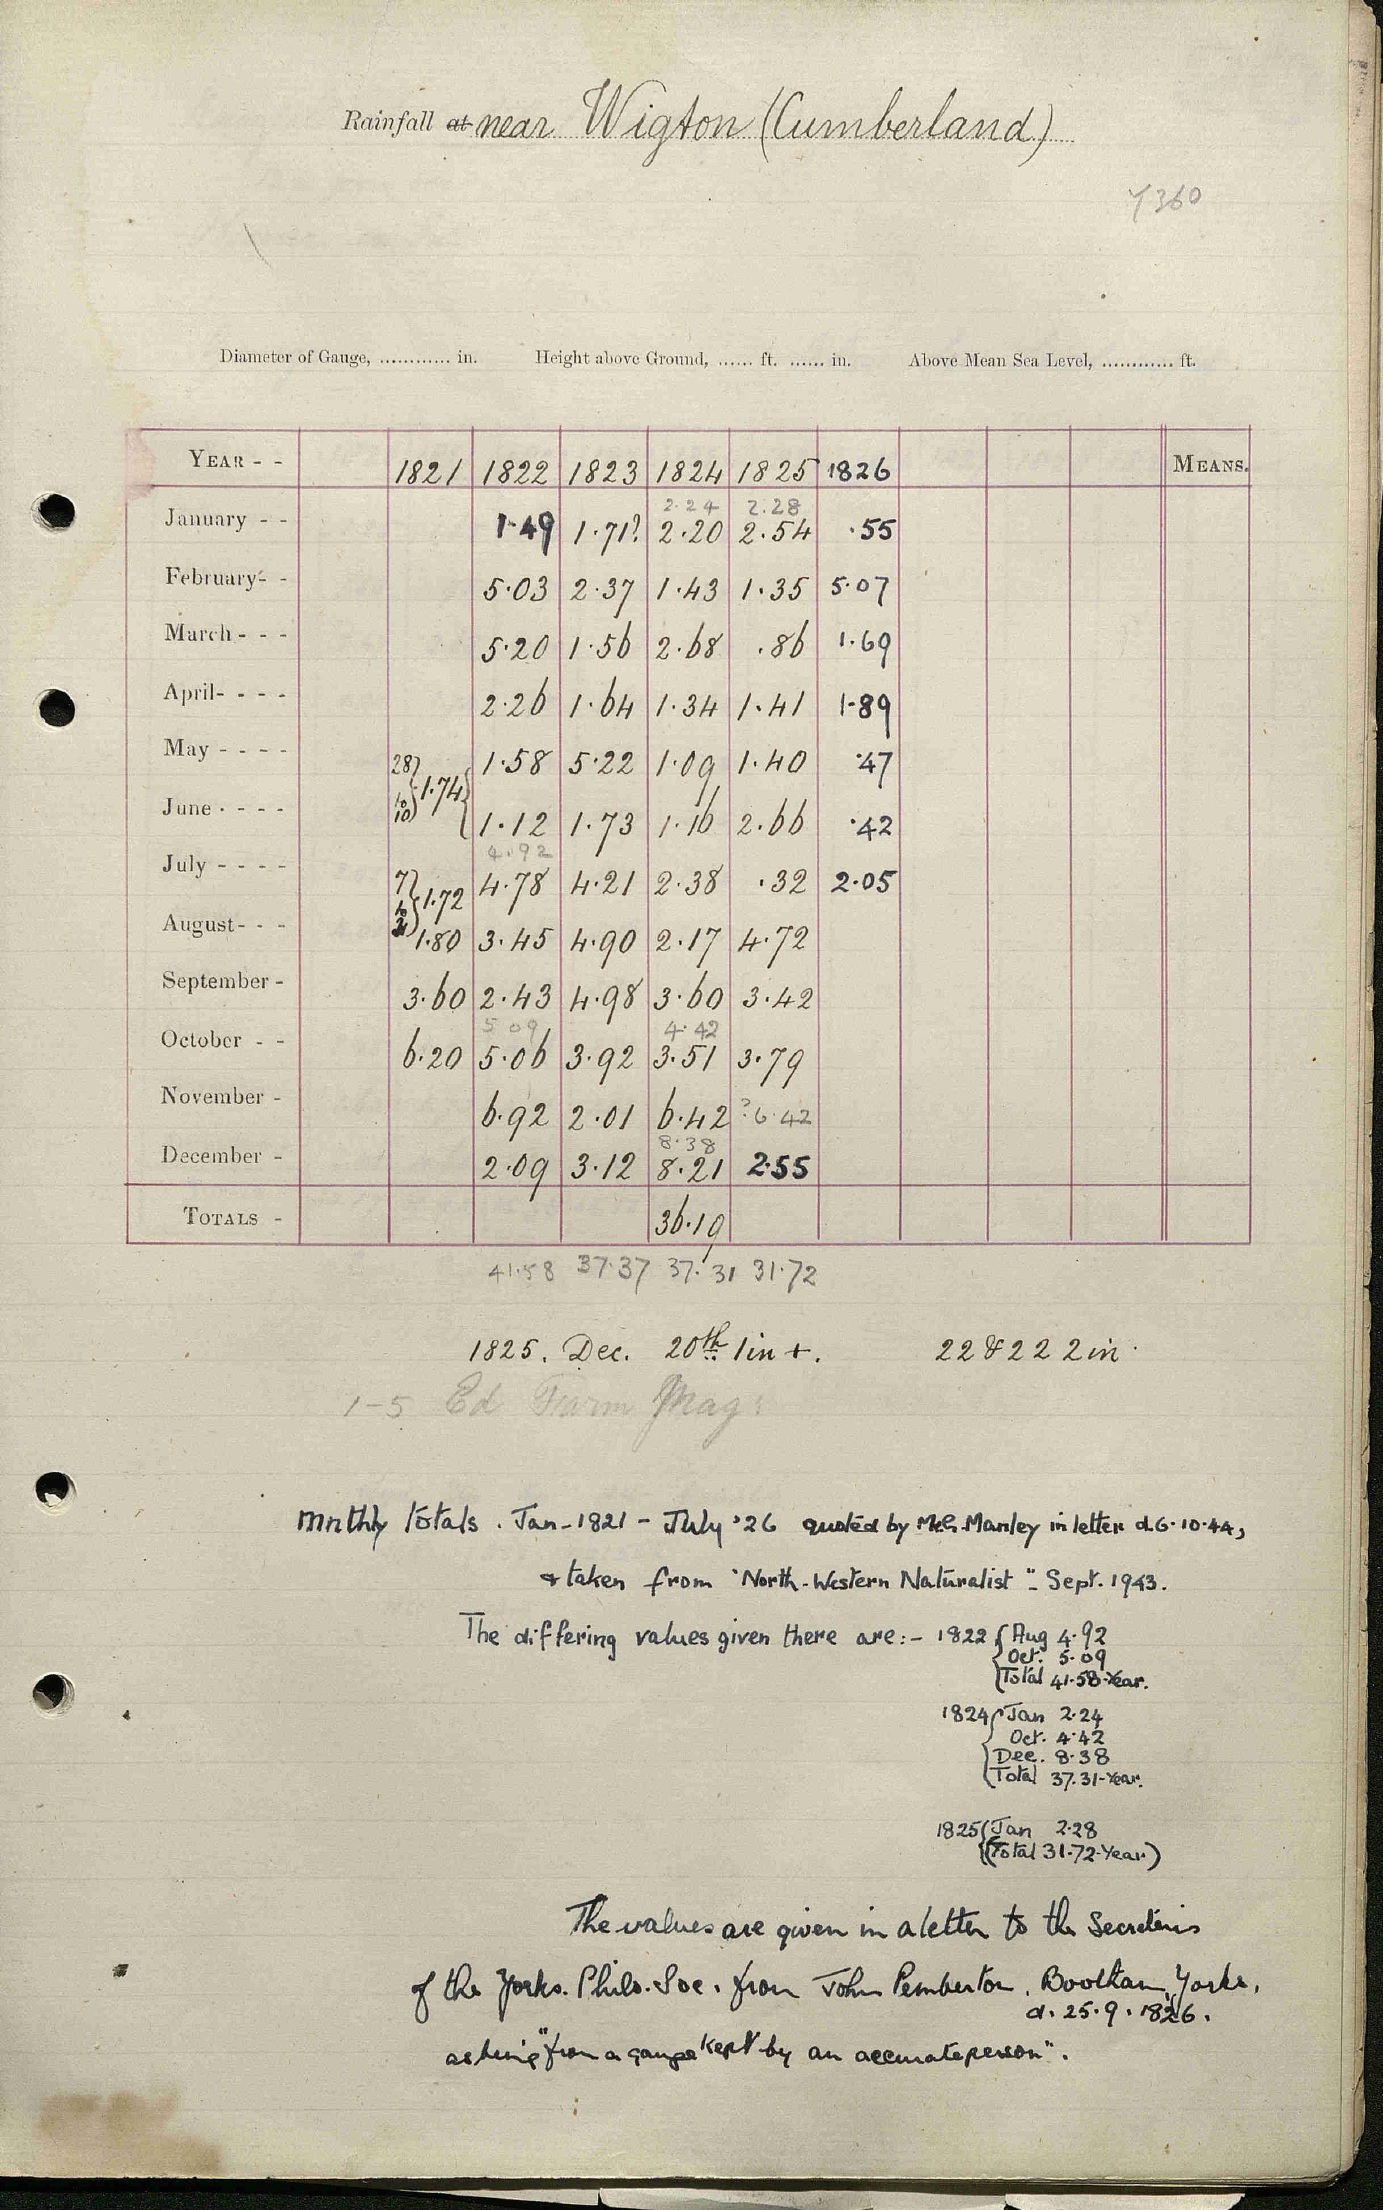 Rainfall at near Wigton (Cumberland)
Y360
Diameter of Gauge, ............ in. Height above Ground, ...... ft. ...... in. Above Mean Sea Level, ............ ft.
YEAR - - 1821 1822 1823 1824 1825 1826 MEANS.
2.24 2.28
January - - 1.49 1.71? 2.20 2.54 .55
February- - 5.03 2.37 1.43 1.35 5.07
March - - - 5.20 1.56 2.68 .86 1.69
April- - - - 2.26 1.64 1.34 1.41 1.89
May - - - - 28 1.58 5.22 1.09 1.40 .47
to 1.74
June - - - - 10 1.12 1.73 1.16 2.66 .42
4.92
July - - - - 7 4.78 4.21 2.38 .32 2.05
to 1.72
August- - - 1.80 3.45 4.90 2.17 4.72
September - 3.60 2.43 4.98 3.60 3.42
5 09 4.42
October - - 6.20 5.06 3.92 3.51 3.79
November - 6.92 2.01 6.42 ?6.42
8.38
December - 2.09 3.12 8.21 2.55
TOTALS - 36.19
41.58 37.37 37.31 31.72
1825. Dec. 20th 1in +. 22 & 22 2in.
1-5 Ed Farm Mag:
Mnthly totals . Jan-1821 - July '26 quoted by Mr G. Manley in letter d.6.10.44,
& taken from "North-Western Naturalist" - Sept. 1943.
The differing values given there are:- 1822 { Aug 4.92
Oct. 5.09
Total 41.58-Year.
1824 { Jan 2.24
Oct. 4.42
Dec. 8.38
Total 37.31-Year.
1825 { Jan 2.28
(Total 31.72-Year)
The values are given in a letter to the Secretaries
of the Yorks. Philo. Soc. from John Pemberton, Bootham, Yorks,
d. 25.9.1826.
as being "from a gauge kept by an accurate person".